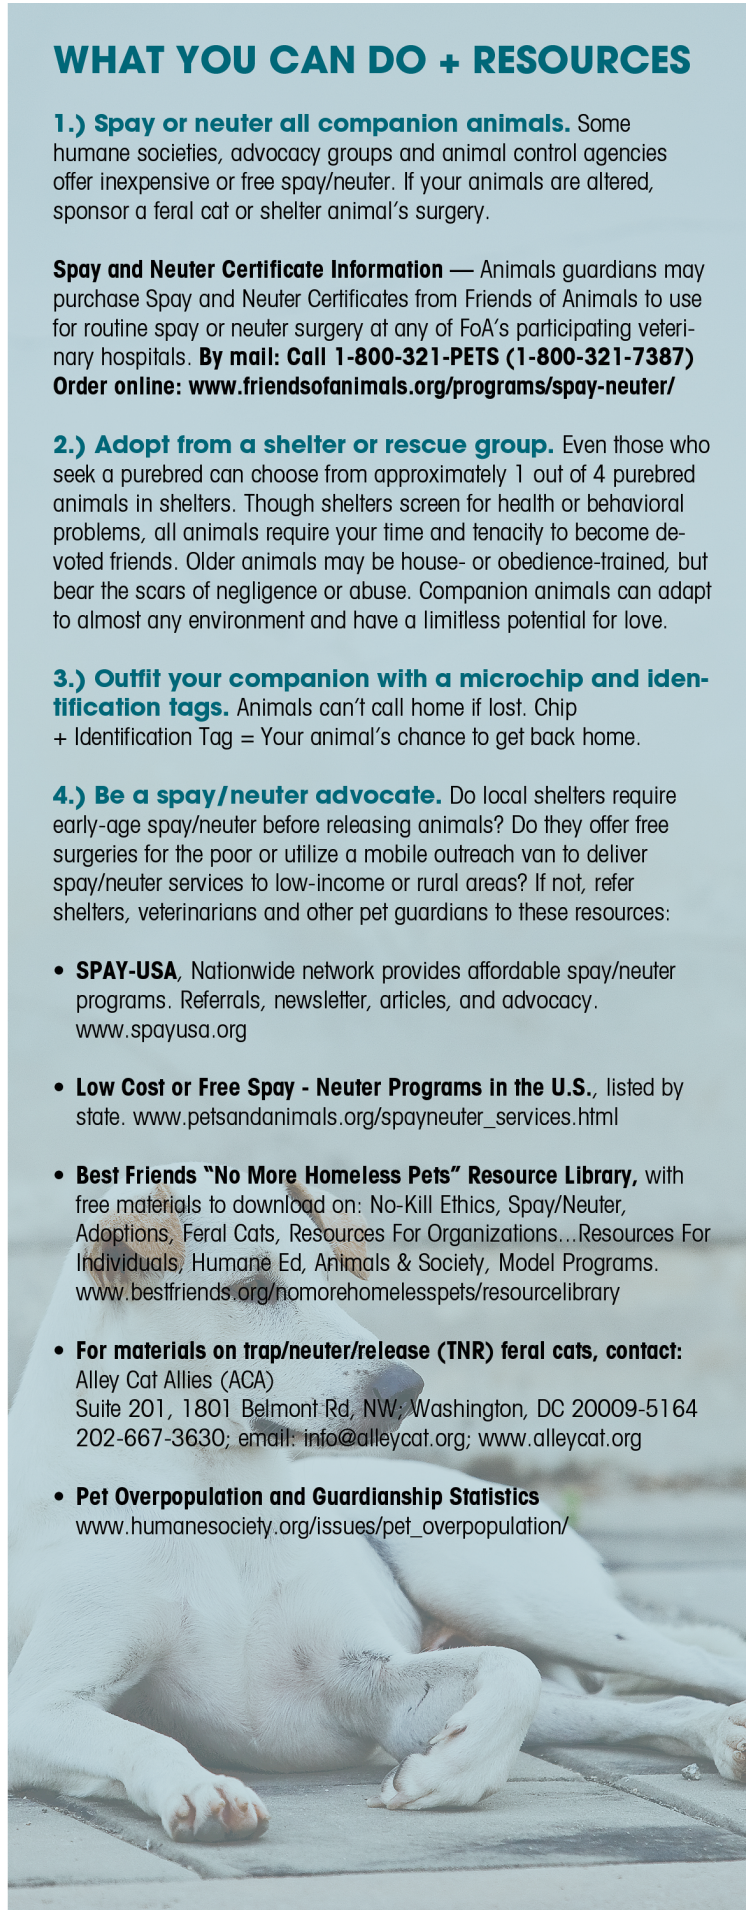 WHAT YOU CAN DO + RESOURCES
1.) Spay or neuter all companion animals. Some
humane societies, advocacy groups and animal control agencies
offer inexpensive or free spay/neuter. If your animals are altered,
sponsor a feral cat or shelter animal's surgery.
Spay and Neuter Certificate Information — Animals guardians may
purchase Spay and Neuter Certificates from Friends of Animals to use
for routine spay or neuter surgery at any of FoA's participating veteri-
nary hospitals. By mail: Call 1-800-321-PETS (1-800-321-7387)
Order online: www.friendsofanimals.org/programs/spay-neuter/
2.) Adopt from a shelter or rescue group. Even those who
seek a purebred can choose from approximately 1 out of 4 purebred
animals in shelters. Though shelters screen for health or behavioral
problems, all animals require your time and tenacity to become de-
voted friends. Older animals may be house- or obedience-trained, but
bear the scars of negligence or abuse. Companion animals can adapt
to almost any environment and have a limitless potential for love.
3.) Outfit your companion with a microchip and iden-
tification tags. Animals can't call home if lost. Chip
+ Identification Tag = Your animal's chance to get back home.
4.) Be a spay/neuter advocate. Do local shelters require
early-age spay/neuter before releasing animals? Do they offer free
surgeries for the poor or utilize a mobile outreach van to deliver
spay/neuter services to low-income or rural areas? If not, refer
shelters, veterinarians and other pet guardians to these resources:
• SPAY-USA, Nationwide network provides affordable spay/neuter
programs. Referrals, newsletter, articles, and advocacy.
www.spayusa.org
• Low Cost or Free Spay - Neuter Programs in the U.S., listed by
state. www.petsandanimals.org/spayneuter_services.html
• Best Friends "No More Homeless Pets" Resource Library, with
free materials to download on: No-Kill Ethics, Spay/Neuter,
Adoptions, Feral Cats, Resources For Organizations...Resources For
Individuals, Humane Ed, Animals & Society, Model Programs.
www.bestfriends.org/nomorehomelesspets/resourcelibrary
• For materials on trap/neuter/release (TNR) feral cats, contact:
Alley Cat Allies (ACA)
Suite 201, 1801 Belmont Rd, NW; Washington, DC 20009-5164
202-667-3630; email: info@alleycat.org; www.alleycat.org
• Pet Overpopulation and Guardianship Statistics
www.humanesociety.org/issues/pet_overpopulation/